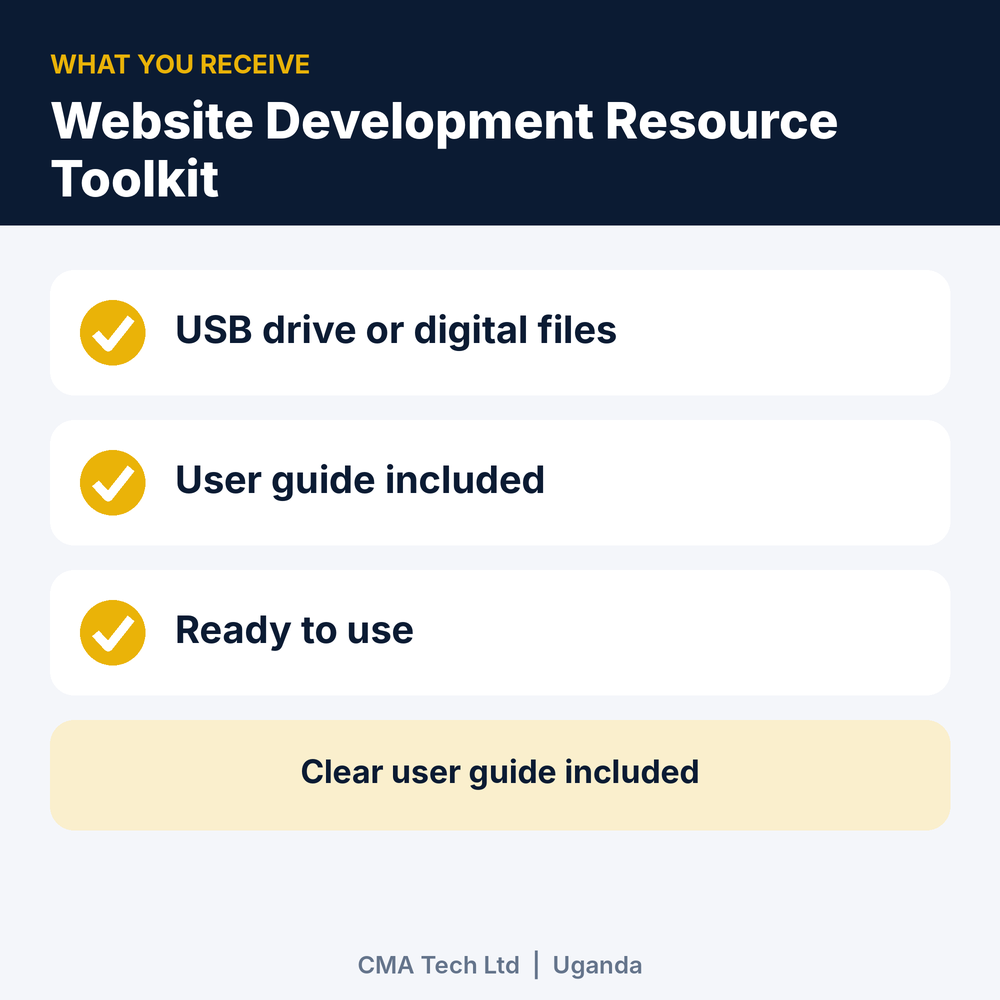 WHAT YOU RECEIVE
Website Development Resource
Toolkit
USB drive or digital files
User guide included
Ready to use
Clear user guide included
CMA Tech Ltd | Uganda